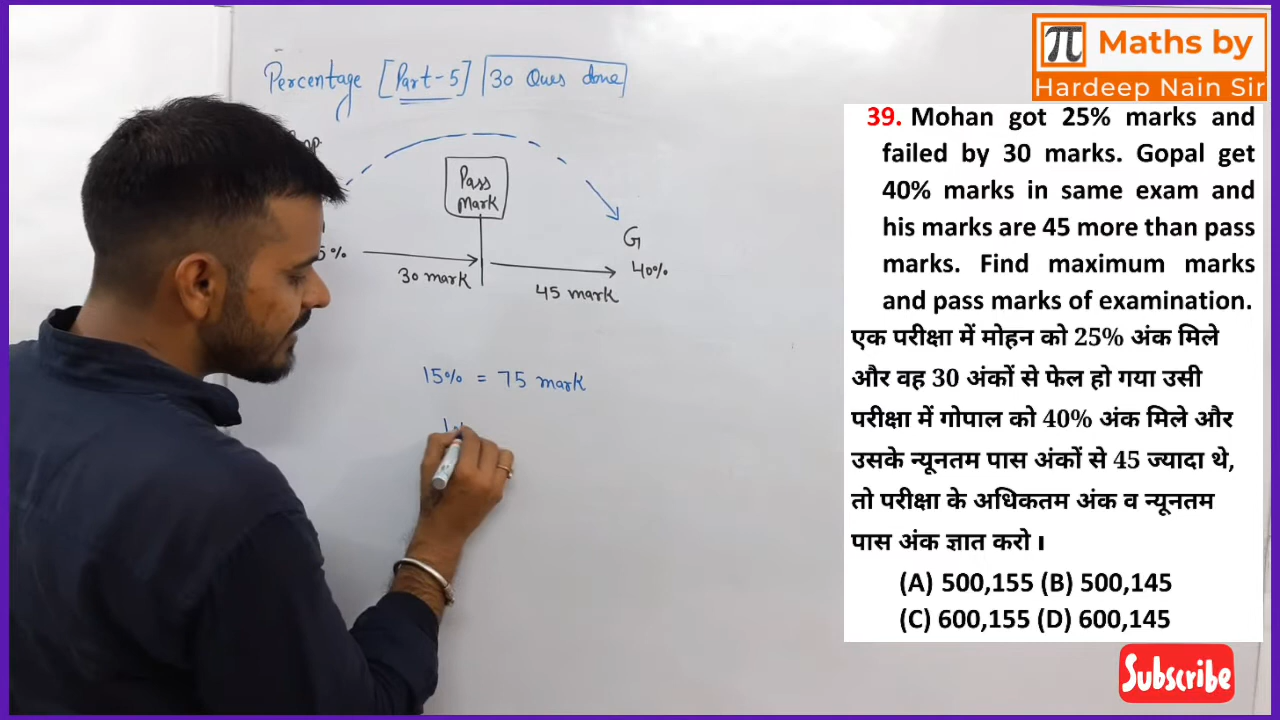 π Maths by
Hardeep Nain Sir
Percentage [Part-5] 30 Ques done
Pass
Mark
G
5%
40%
30 mark
45 mark
15% = 75 mark
39. Mohan got 25% marks and
failed by 30 marks. Gopal get
40% marks in same exam and
his marks are 45 more than pass
marks. Find maximum marks
and pass marks of examination.
एक परीक्षा में मोहन को 25% अंक मिले
और वह 30 अंकों से फेल हो गया उसी
परीक्षा में गोपाल को 40% अंक मिले और
उसके न्यूनतम पास अंकों से 45 ज्यादा थे,
तो परीक्षा के अधिकतम अंक व न्यूनतम
पास अंक ज्ञात करो ।
(A) 500,155 (B) 500,145
(C) 600,155 (D) 600,145
Subscribe